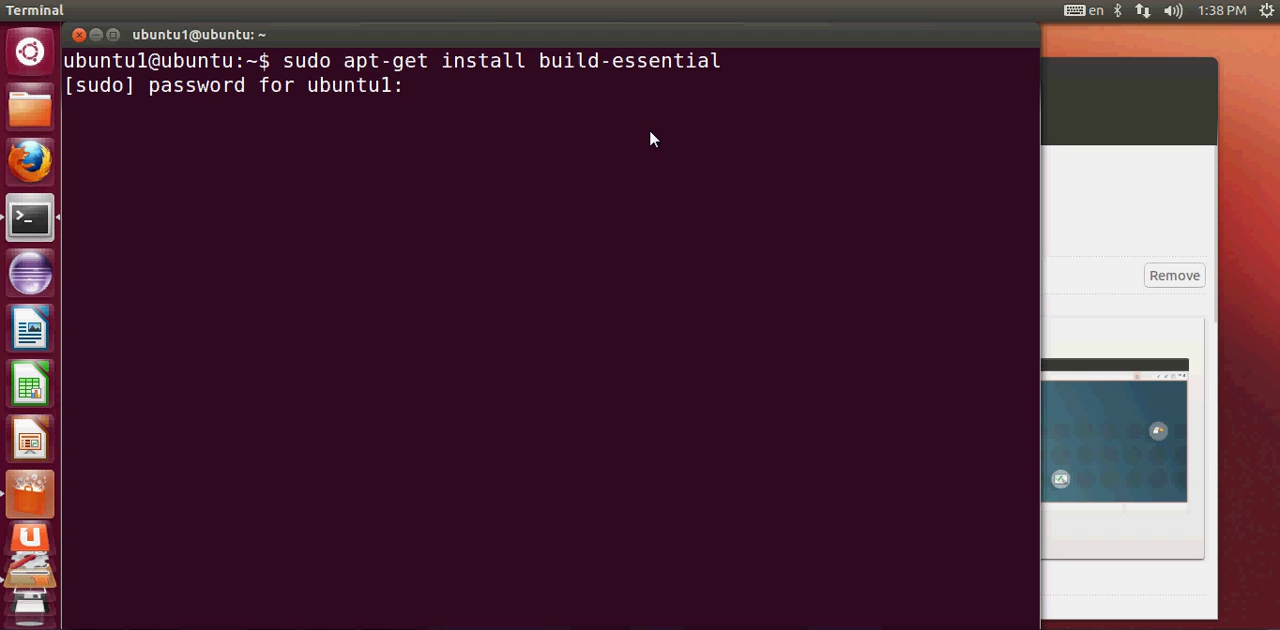 Terminal
en
1:38 PM
ubuntu1@ubuntu: ~
ubuntu1@ubuntu:~$ sudo apt-get install build-essential
[sudo] password for ubuntu1:
Remove